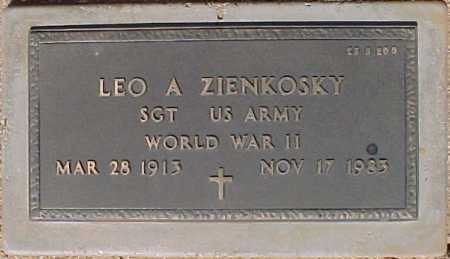 LEO A ZIENKOSKY
SGT US ARMY
WORLD WAR II
MAR 28 1913 NOV 17 1983